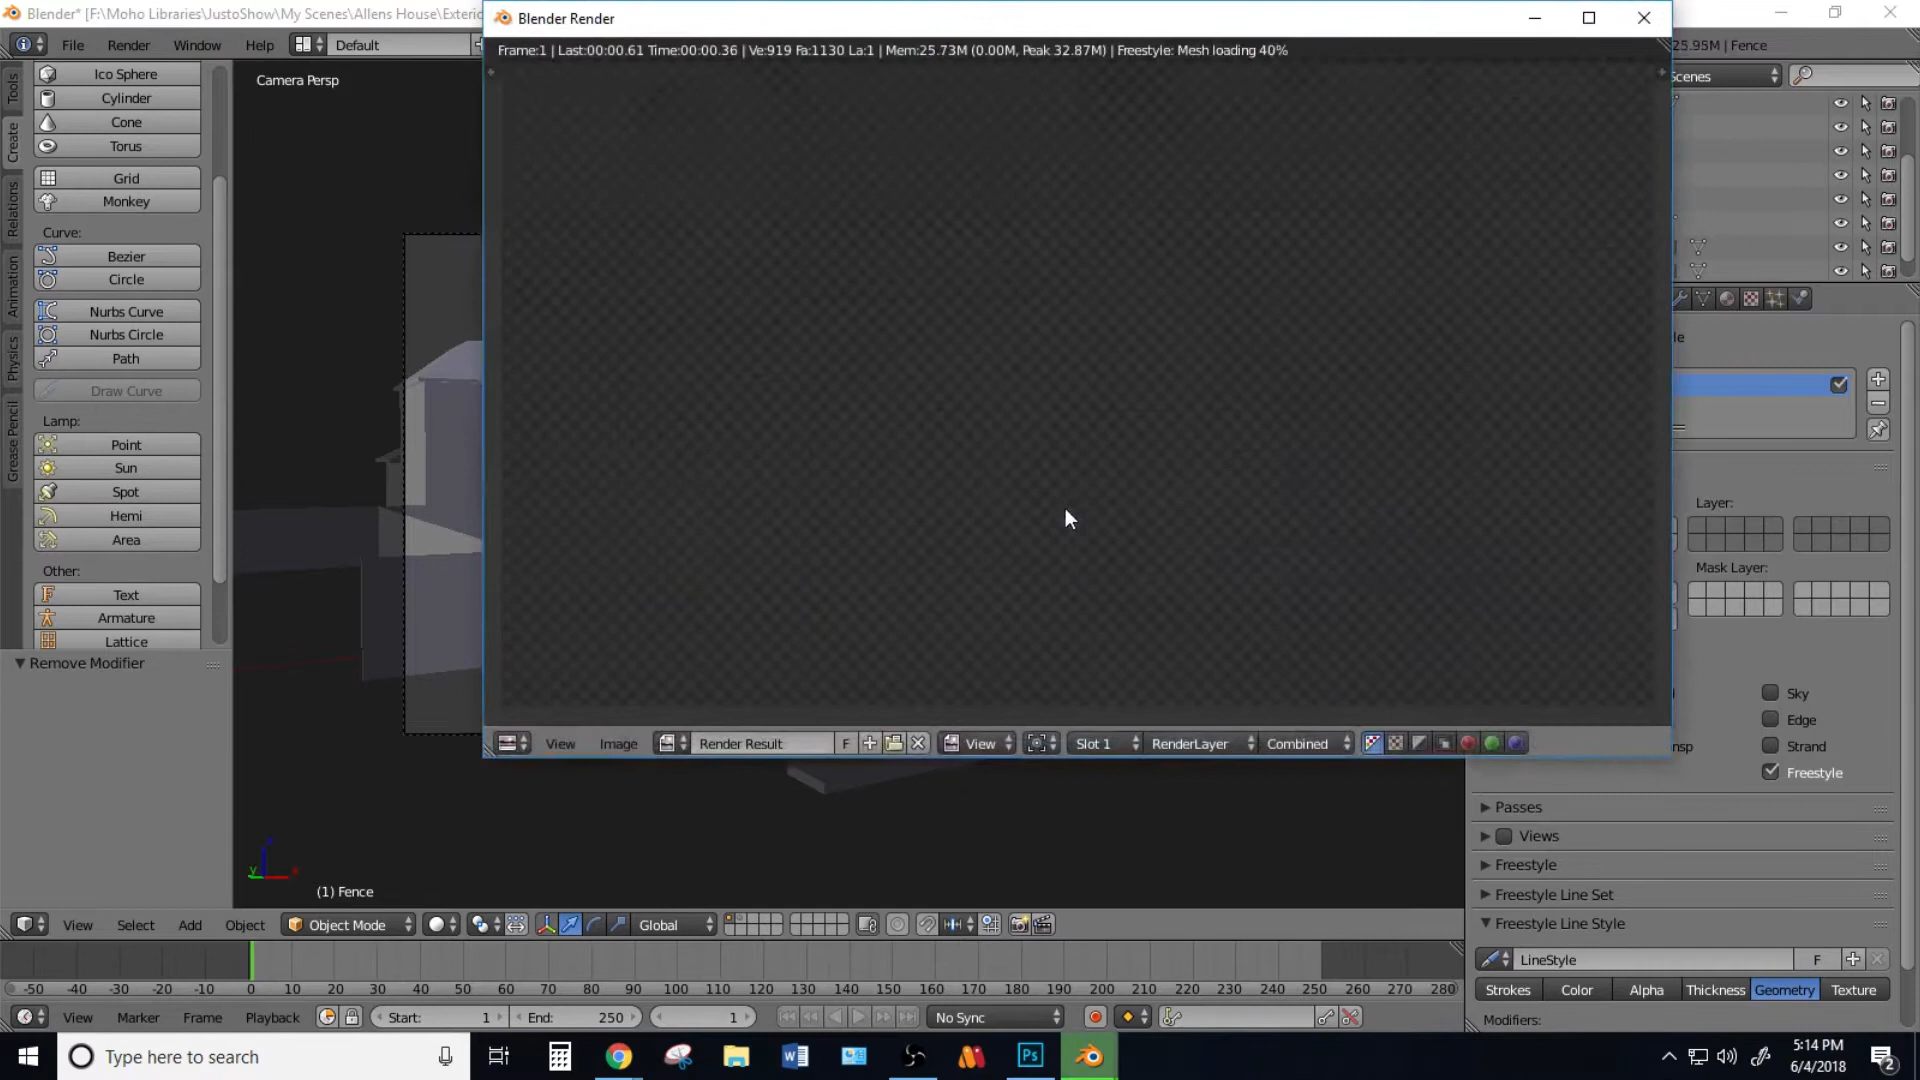 Blender* [F:\Moho Libraries\JustoShow\My Scenes\Allens House\Exteric
Blender Render
File Render Window Help Default
Frame:1 | Last:00:00.61 Time:00:00.36 | Ve:919 Fa:1130 La:1 | Mem:25.73M (0.00M, Peak 32.87M) | Freestyle: Mesh loading 40%
25.95M | Fence
Scenes
Tools
Create
Relations
Animation
Physics
Grease Pencil
Ico Sphere
Cylinder
Cone
Torus
Grid
Monkey
Curve:
Bezier
Circle
Nurbs Curve
Nurbs Circle
Path
Draw Curve
Lamp:
Point
Sun
Spot
Hemi
Area
Other:
Text
Armature
Lattice
Remove Modifier
Camera Persp
(1) Fence
View Image Render Result F View Slot 1 RenderLayer Combined
le
Layer:
Mask Layer:
Sky
Edge
nsp Strand
Freestyle
Passes
Views
Freestyle
Freestyle Line Set
Freestyle Line Style
LineStyle F
Strokes Color Alpha Thickness Geometry Texture
Modifiers:
View Select Add Object Object Mode Global
-50 -40 -30 -20 -10 0 10 20 30 40 50 60 70 80 90 100 110 120 130 140 150 160 170 180 190 200 210 220 230 240 250 260 270 280
View Marker Frame Playback Start: 1 End: 250 1 No Sync
Type here to search
Ps
5:14 PM
6/4/2018
2